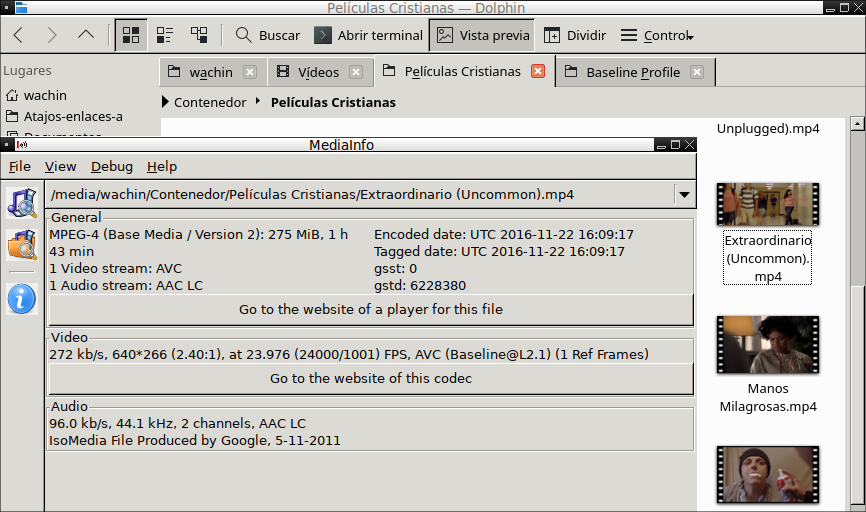 Películas Cristianas — Dolphin
Buscar
Abrir terminal
Vista previa
Dividir
Control
Lugares
wachin
Vídeos
Películas Cristianas
Baseline Profile
wachin
Contenedor
Películas Cristianas
Atajos-enlaces-a
MediaInfo
File View Debug Help
/media/wachin/Contenedor/Películas Cristianas/Extraordinario (Uncommon).mp4
General
MPEG-4 (Base Media / Version 2): 275 MiB, 1 h
43 min
1 Video stream: AVC
1 Audio stream: AAC LC
Encoded date: UTC 2016-11-22 16:09:17
Tagged date: UTC 2016-11-22 16:09:17
gsst: 0
gstd: 6228380
Go to the website of a player for this file
Video
272 kb/s, 640*266 (2.40:1), at 23.976 (24000/1001) FPS, AVC (Baseline@L2.1) (1 Ref Frames)
Go to the website of this codec
Audio
96.0 kb/s, 44.1 kHz, 2 channels, AAC LC
IsoMedia File Produced by Google, 5-11-2011
Unplugged).mp4
Extraordinario
(Uncommon).
mp4
Manos
Milagrosas.mp4